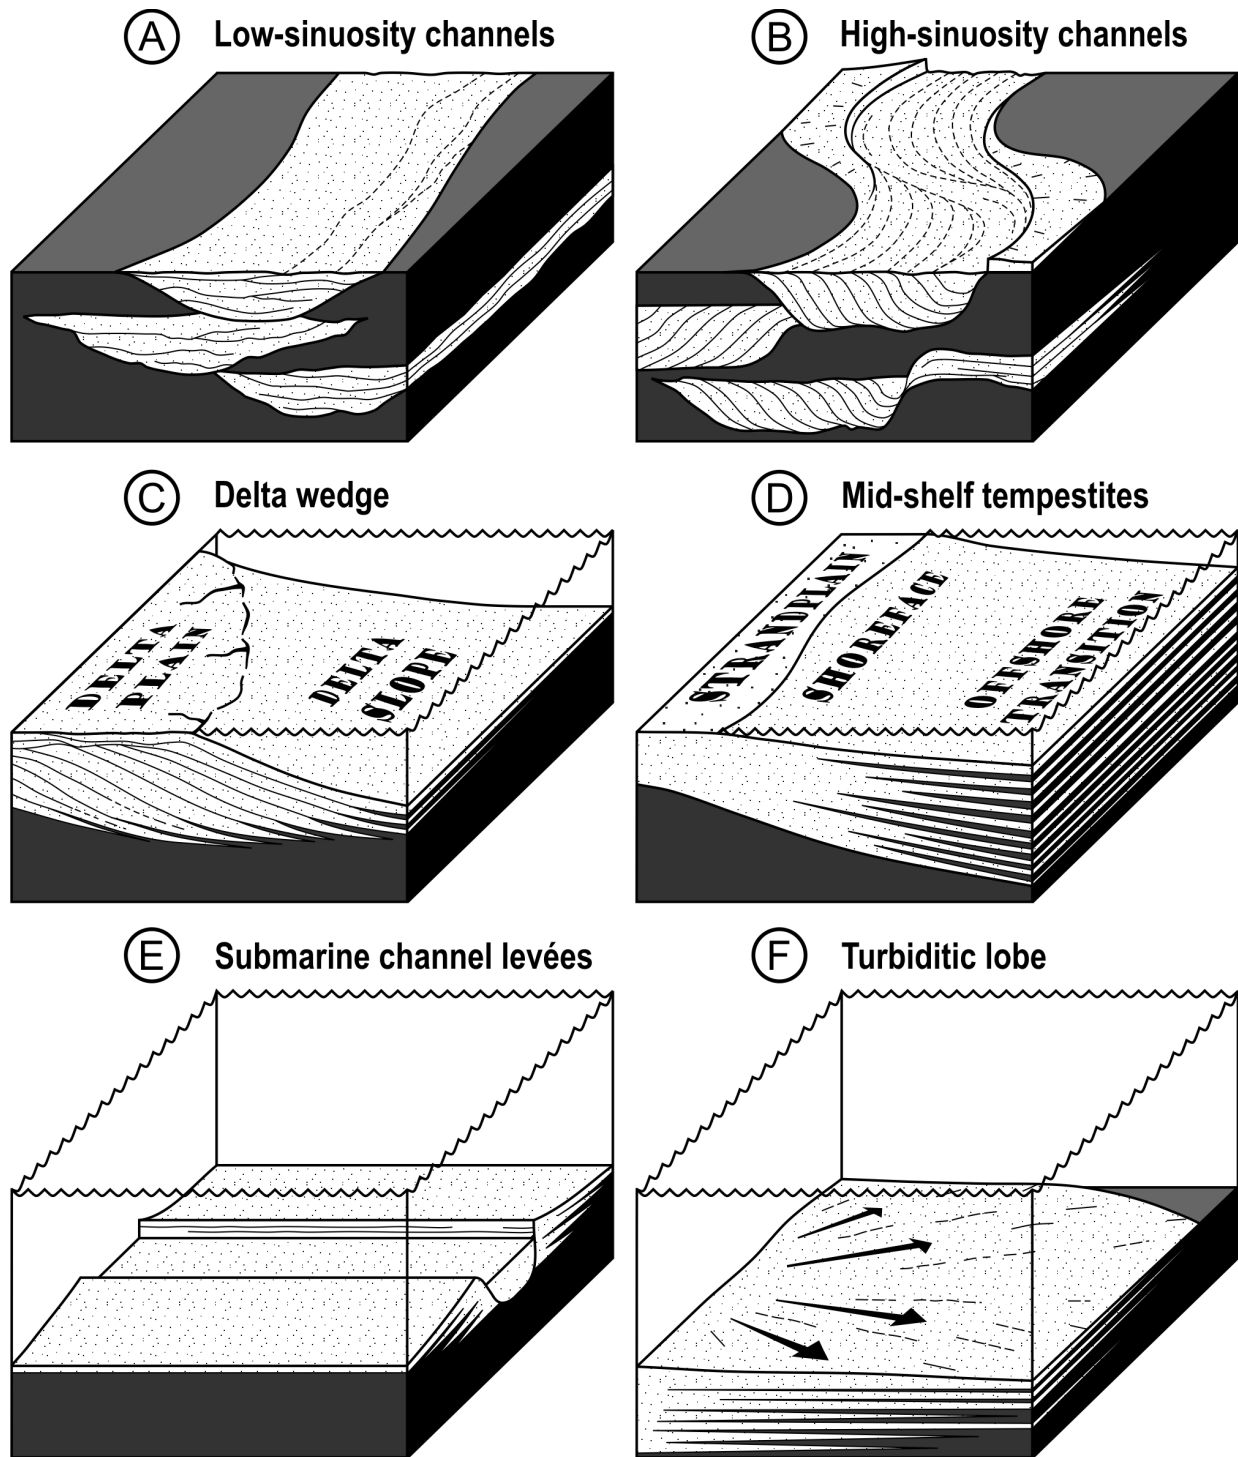 A Low-sinuosity channels
B High-sinuosity channels
C Delta wedge
DELTA
PLAIN
DELTA
SLOPE
D Mid-shelf tempestites
STRANDPLAIN
SHOREFACE
OFFSHORE
TRANSITION
E Submarine channel levées
F Turbiditic lobe